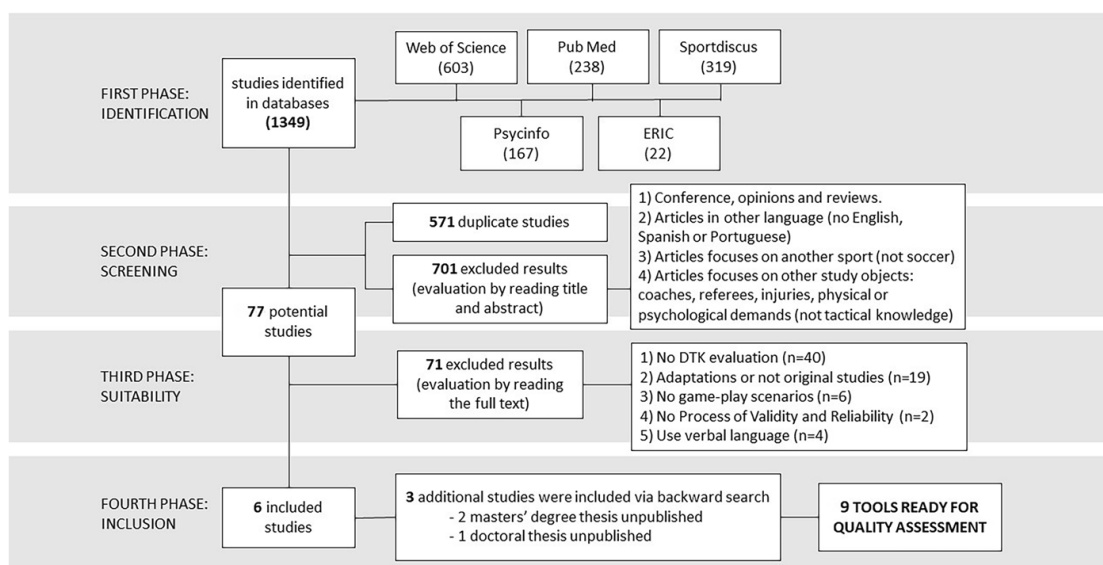 FIRST PHASE:
IDENTIFICATION
studies identified
in databases
(1349)
Web of Science
(603)
Pub Med
(238)
Sportdiscus
(319)
Psycinfo
(167)
ERIC
(22)
SECOND PHASE:
SCREENING
571 duplicate studies
701 excluded results
(evaluation by reading title
and abstract)
1) Conference, opinions and reviews.
2) Articles in other language (no English,
Spanish or Portuguese)
3) Articles focuses on another sport (not soccer)
4) Articles focuses on other study objects:
coaches, referees, injuries, physical or
psychological demands (not tactical knowledge)
77 potential
studies
THIRD PHASE:
SUITABILITY
71 excluded results
(evaluation by reading
the full text)
1) No DTK evaluation (n=40)
2) Adaptations or not original studies (n=19)
3) No game-play scenarios (n=6)
4) No Process of Validity and Reliability (n=2)
5) Use verbal language (n=4)
FOURTH PHASE:
INCLUSION
6 included
studies
3 additional studies were included via backward search
- 2 masters' degree thesis unpublished
- 1 doctoral thesis unpublished
9 TOOLS READY FOR
QUALITY ASSESSMENT